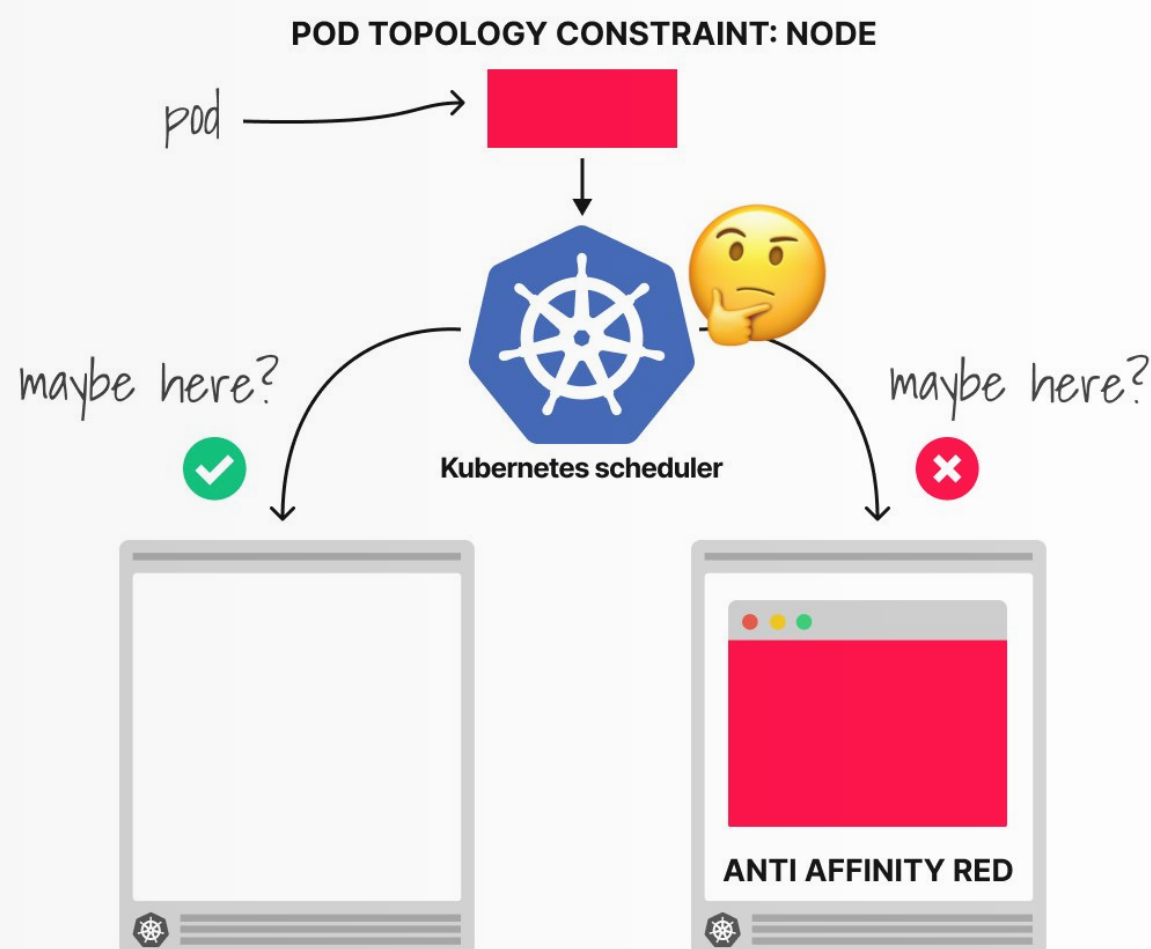 POD TOPOLOGY CONSTRAINT: NODE
pod
maybe here?
maybe here?
Kubernetes scheduler
ANTI AFFINITY RED